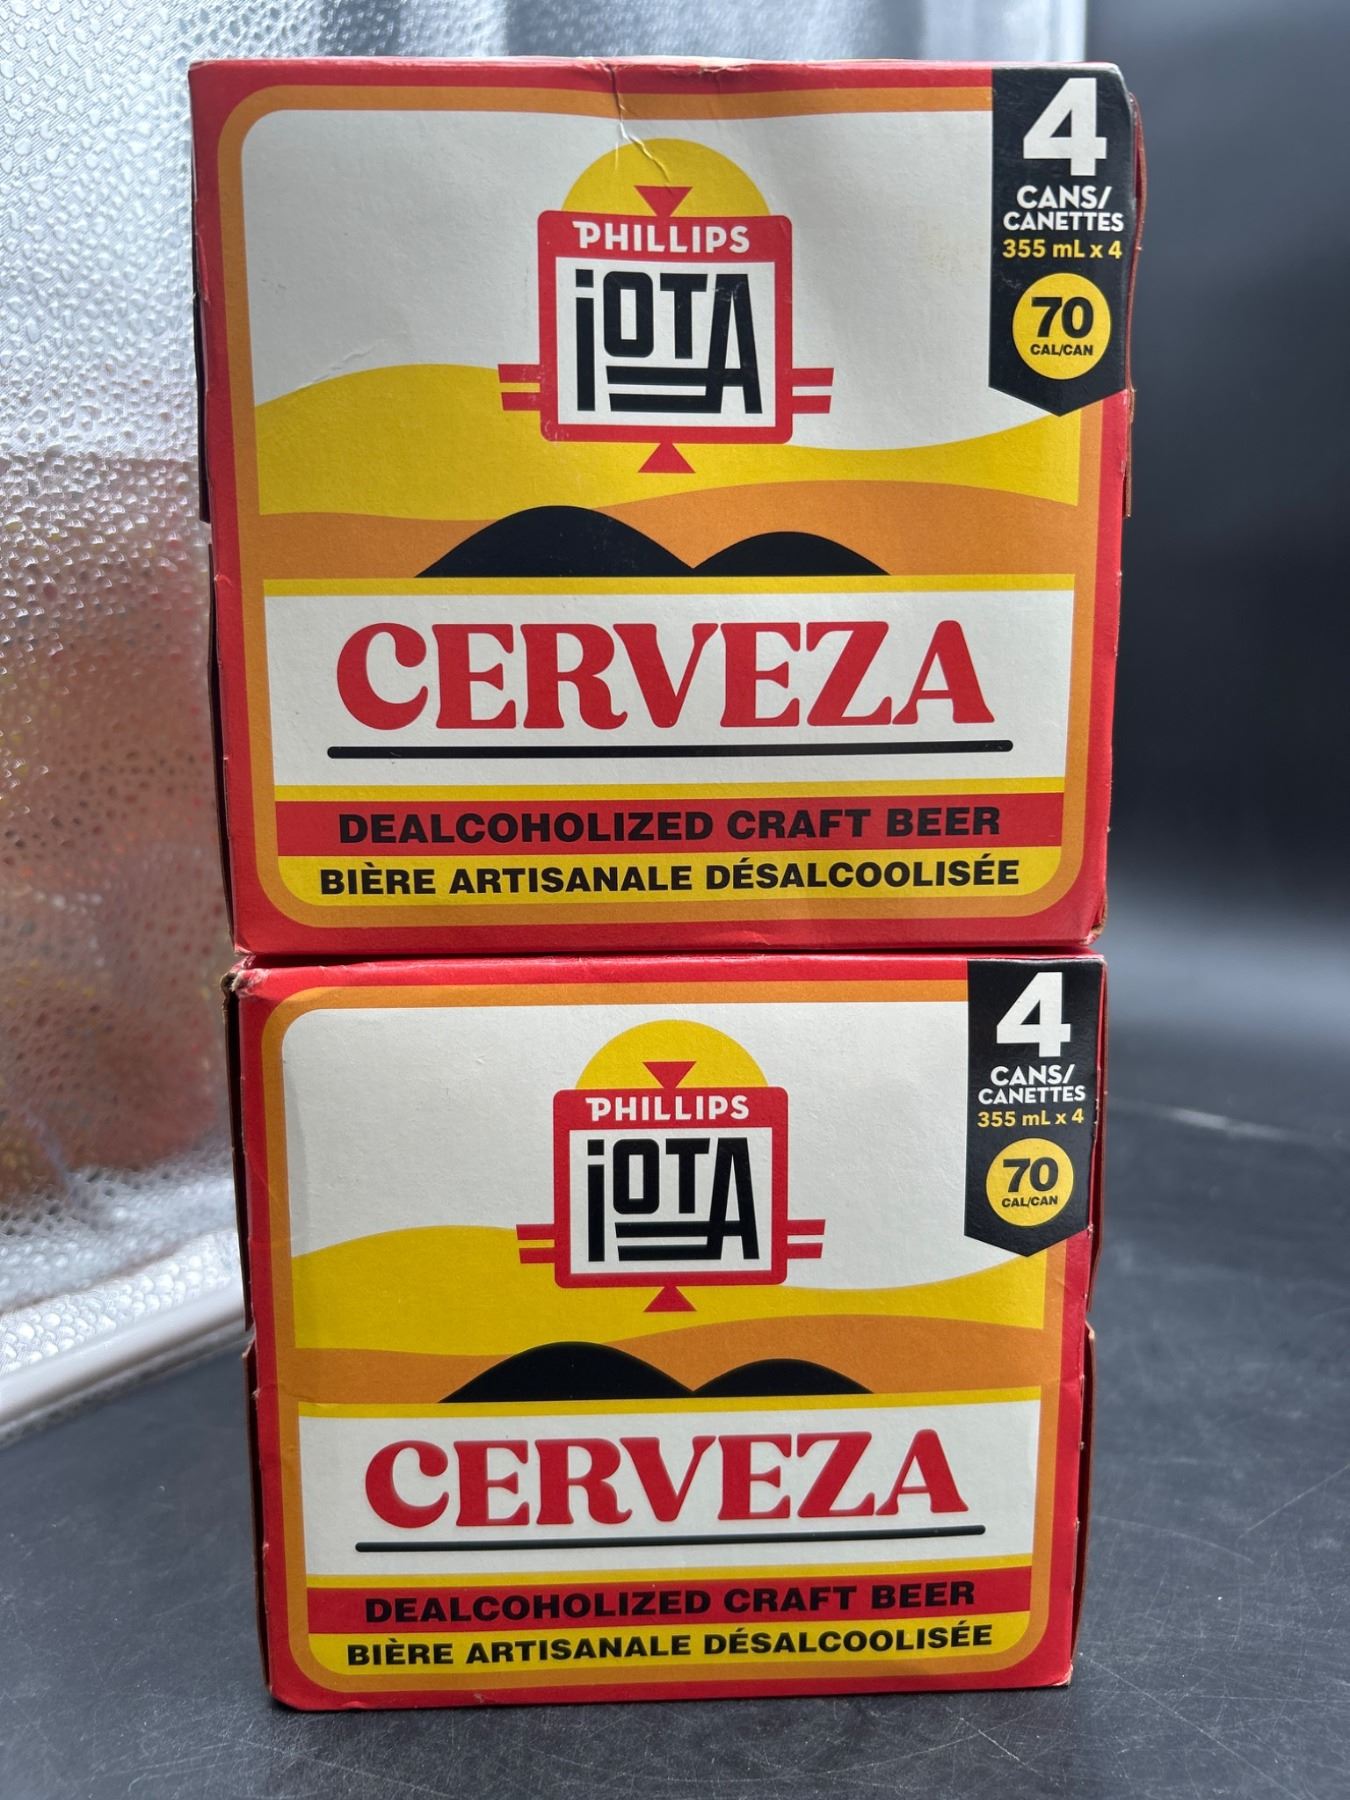 4
CANS/
CANETTES
355 mL x 4
70
CAL/CAN
PHILLIPS
iOTA
CERVEZA
DEALCOHOLIZED CRAFT BEER
BIÈRE ARTISANALE DÉSALCOOLISÉE
4
CANS/
CANETTES
355 mL x 4
70
CAL/CAN
PHILLIPS
iOTA
CERVEZA
DEALCOHOLIZED CRAFT BEER
BIÈRE ARTISANALE DÉSALCOOLISÉE